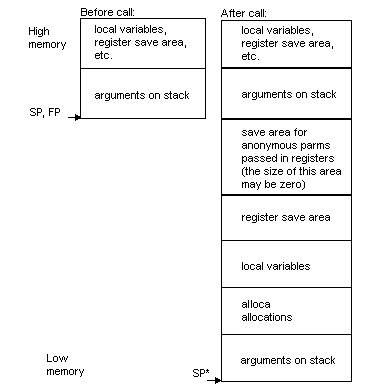 Before call:
After call:
High
memory
local variables,
register save area,
etc.
arguments on stack
SP, FP
local variables,
register save area,
etc.
arguments on stack
save area for
anonymous parms
passed in registers
(the size of this area
may be zero)
register save area
local variables
alloca
allocations
arguments on stack
Low
memory
SP*